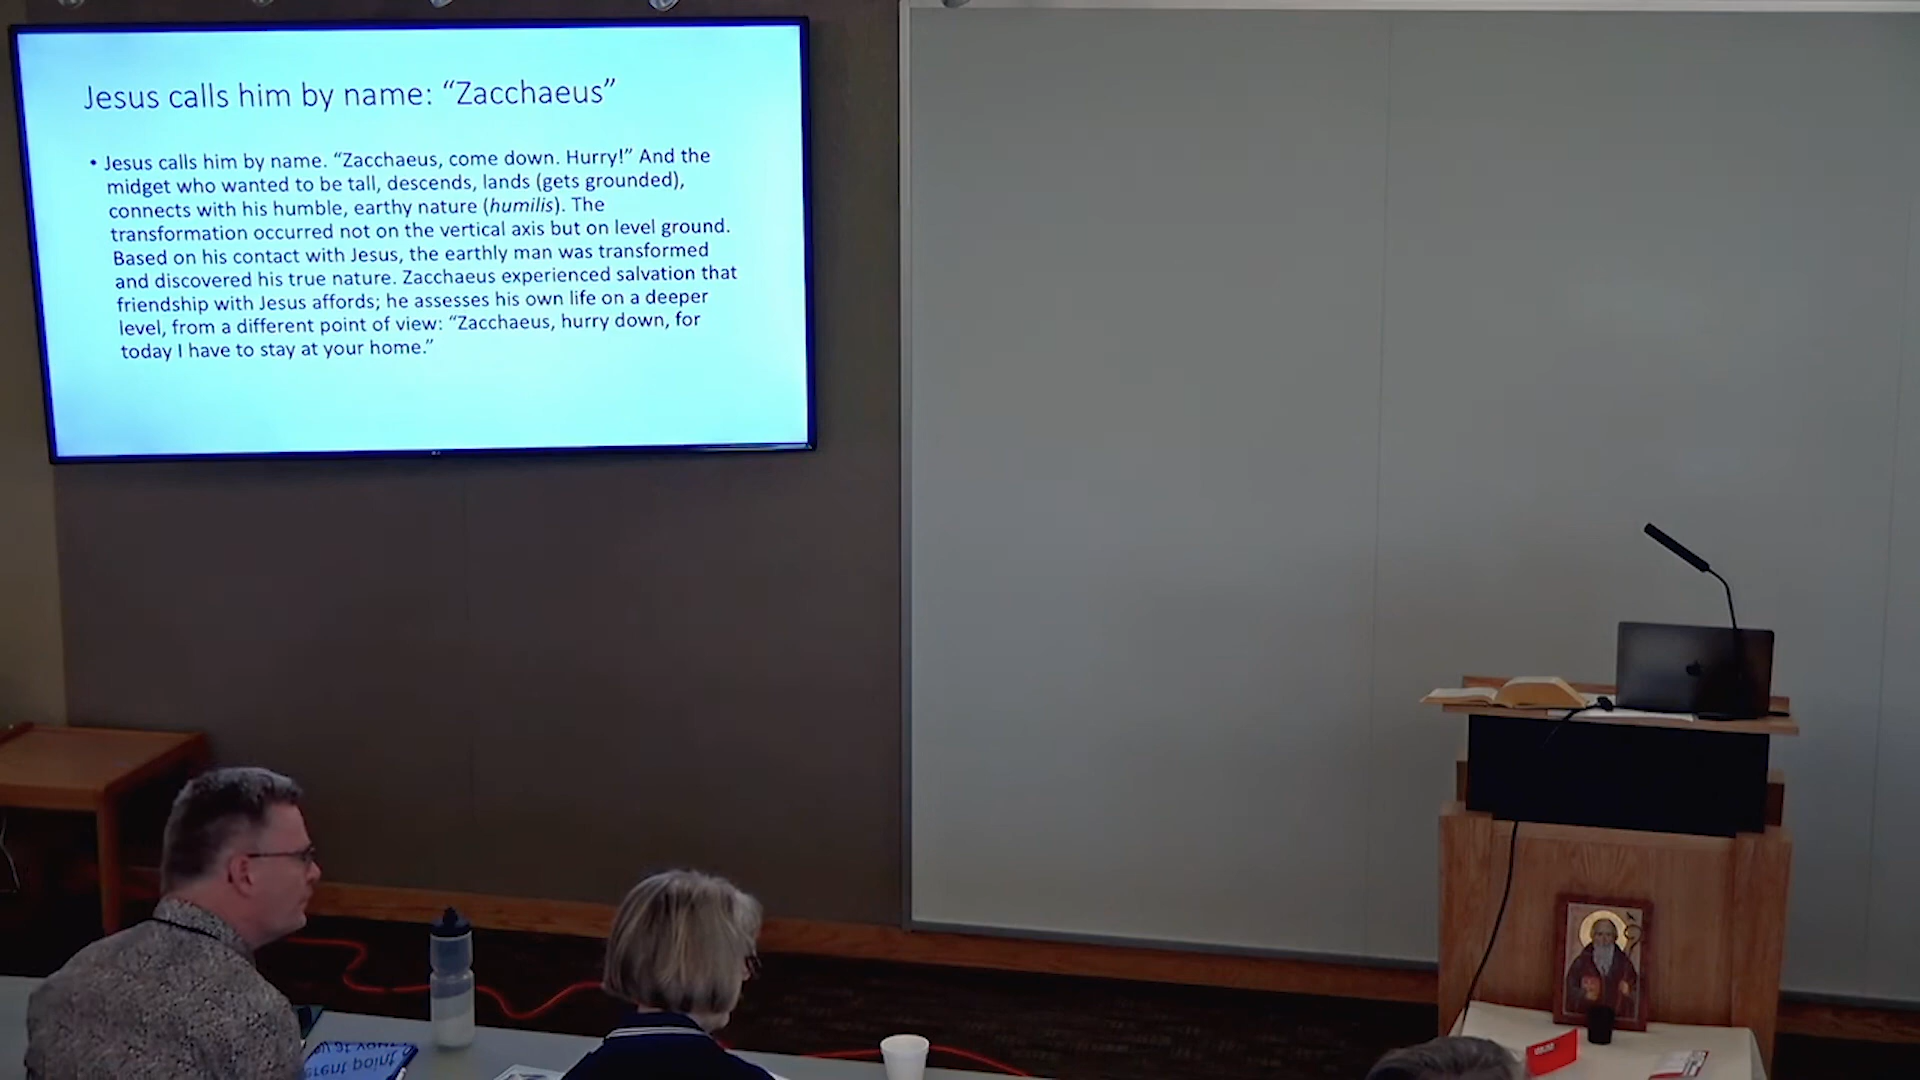 Jesus calls him by name: “Zacchaeus”
• Jesus calls him by name. “Zacchaeus, come down. Hurry!” And the
midget who wanted to be tall, descends, lands (gets grounded),
connects with his humble, earthy nature (humilis). The
transformation occurred not on the vertical axis but on level ground.
Based on his contact with Jesus, the earthly man was transformed
and discovered his true nature. Zacchaeus experienced salvation that
friendship with Jesus affords; he assesses his own life on a deeper
level, from a different point of view: “Zacchaeus, hurry down, for
today I have to stay at your home.”